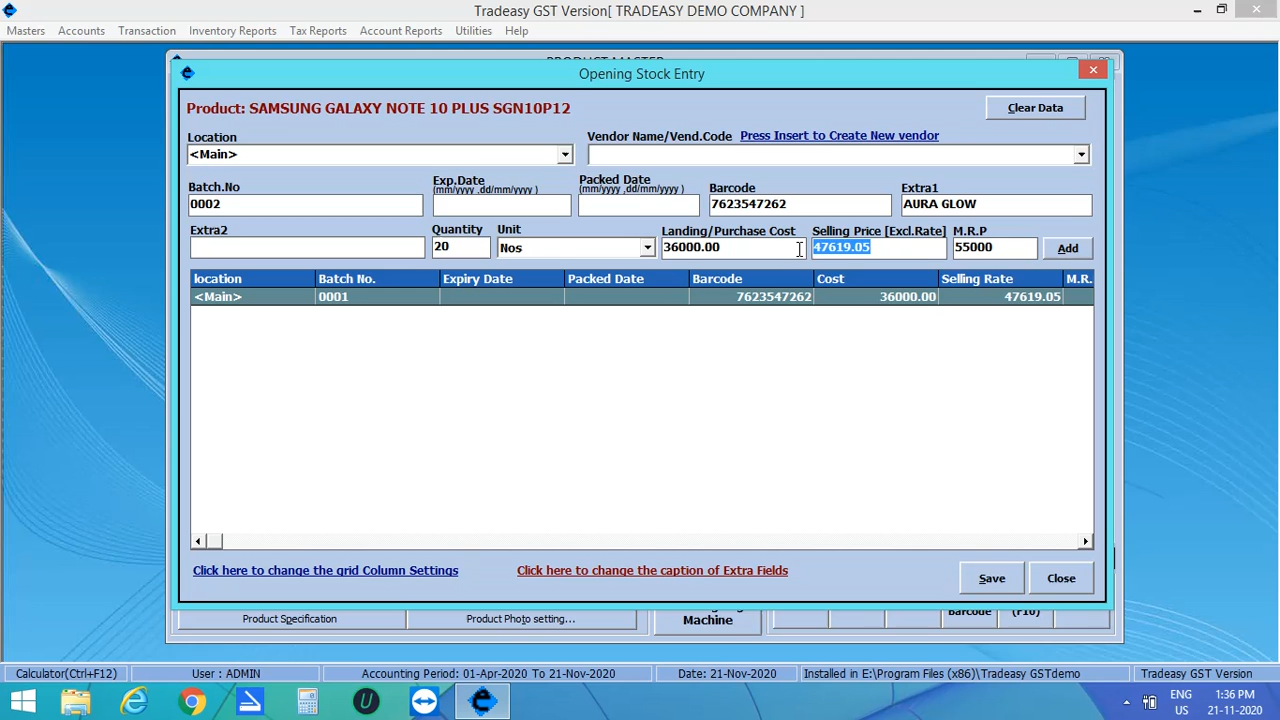 Tradeasy GST Version[ TRADEASY DEMO COMPANY ]
Masters Accounts Transaction Inventory Reports Tax Reports Account Reports Utilities Help
Opening Stock Entry
Product: SAMSUNG GALAXY NOTE 10 PLUS SGN10P12
Clear Data
Location
Vendor Name/Vend.Code Press Insert to Create New vendor
<Main>
Batch.No
Exp.Date
(mm/yyyy ,dd/mm/yyyy )
Packed Date
(mm/yyyy ,dd/mm/yyyy )
Barcode
Extra1
0002
7623547262
AURA GLOW
Extra2
Quantity
Unit
Landing/Purchase Cost
Selling Price [Excl.Rate]
M.R.P
20
Nos
36000.00
47619.05
55000
Add
location Batch No. Expiry Date Packed Date Barcode Cost Selling Rate M.R.
<Main> 0001 7623547262 36000.00 47619.05
Click here to change the grid Column Settings
Click here to change the caption of Extra Fields
Save
Close
Product Specification
Product Photo setting...
Machine
Barcode
(F10)
Calculator(Ctrl+F12) User : ADMIN Accounting Period: 01-Apr-2020 To 21-Nov-2020 Date: 21-Nov-2020 Installed in E:\Program Files (x86)\Tradeasy GSTdemo Tradeasy GST Version
ENG
US
1:36 PM
21-11-2020